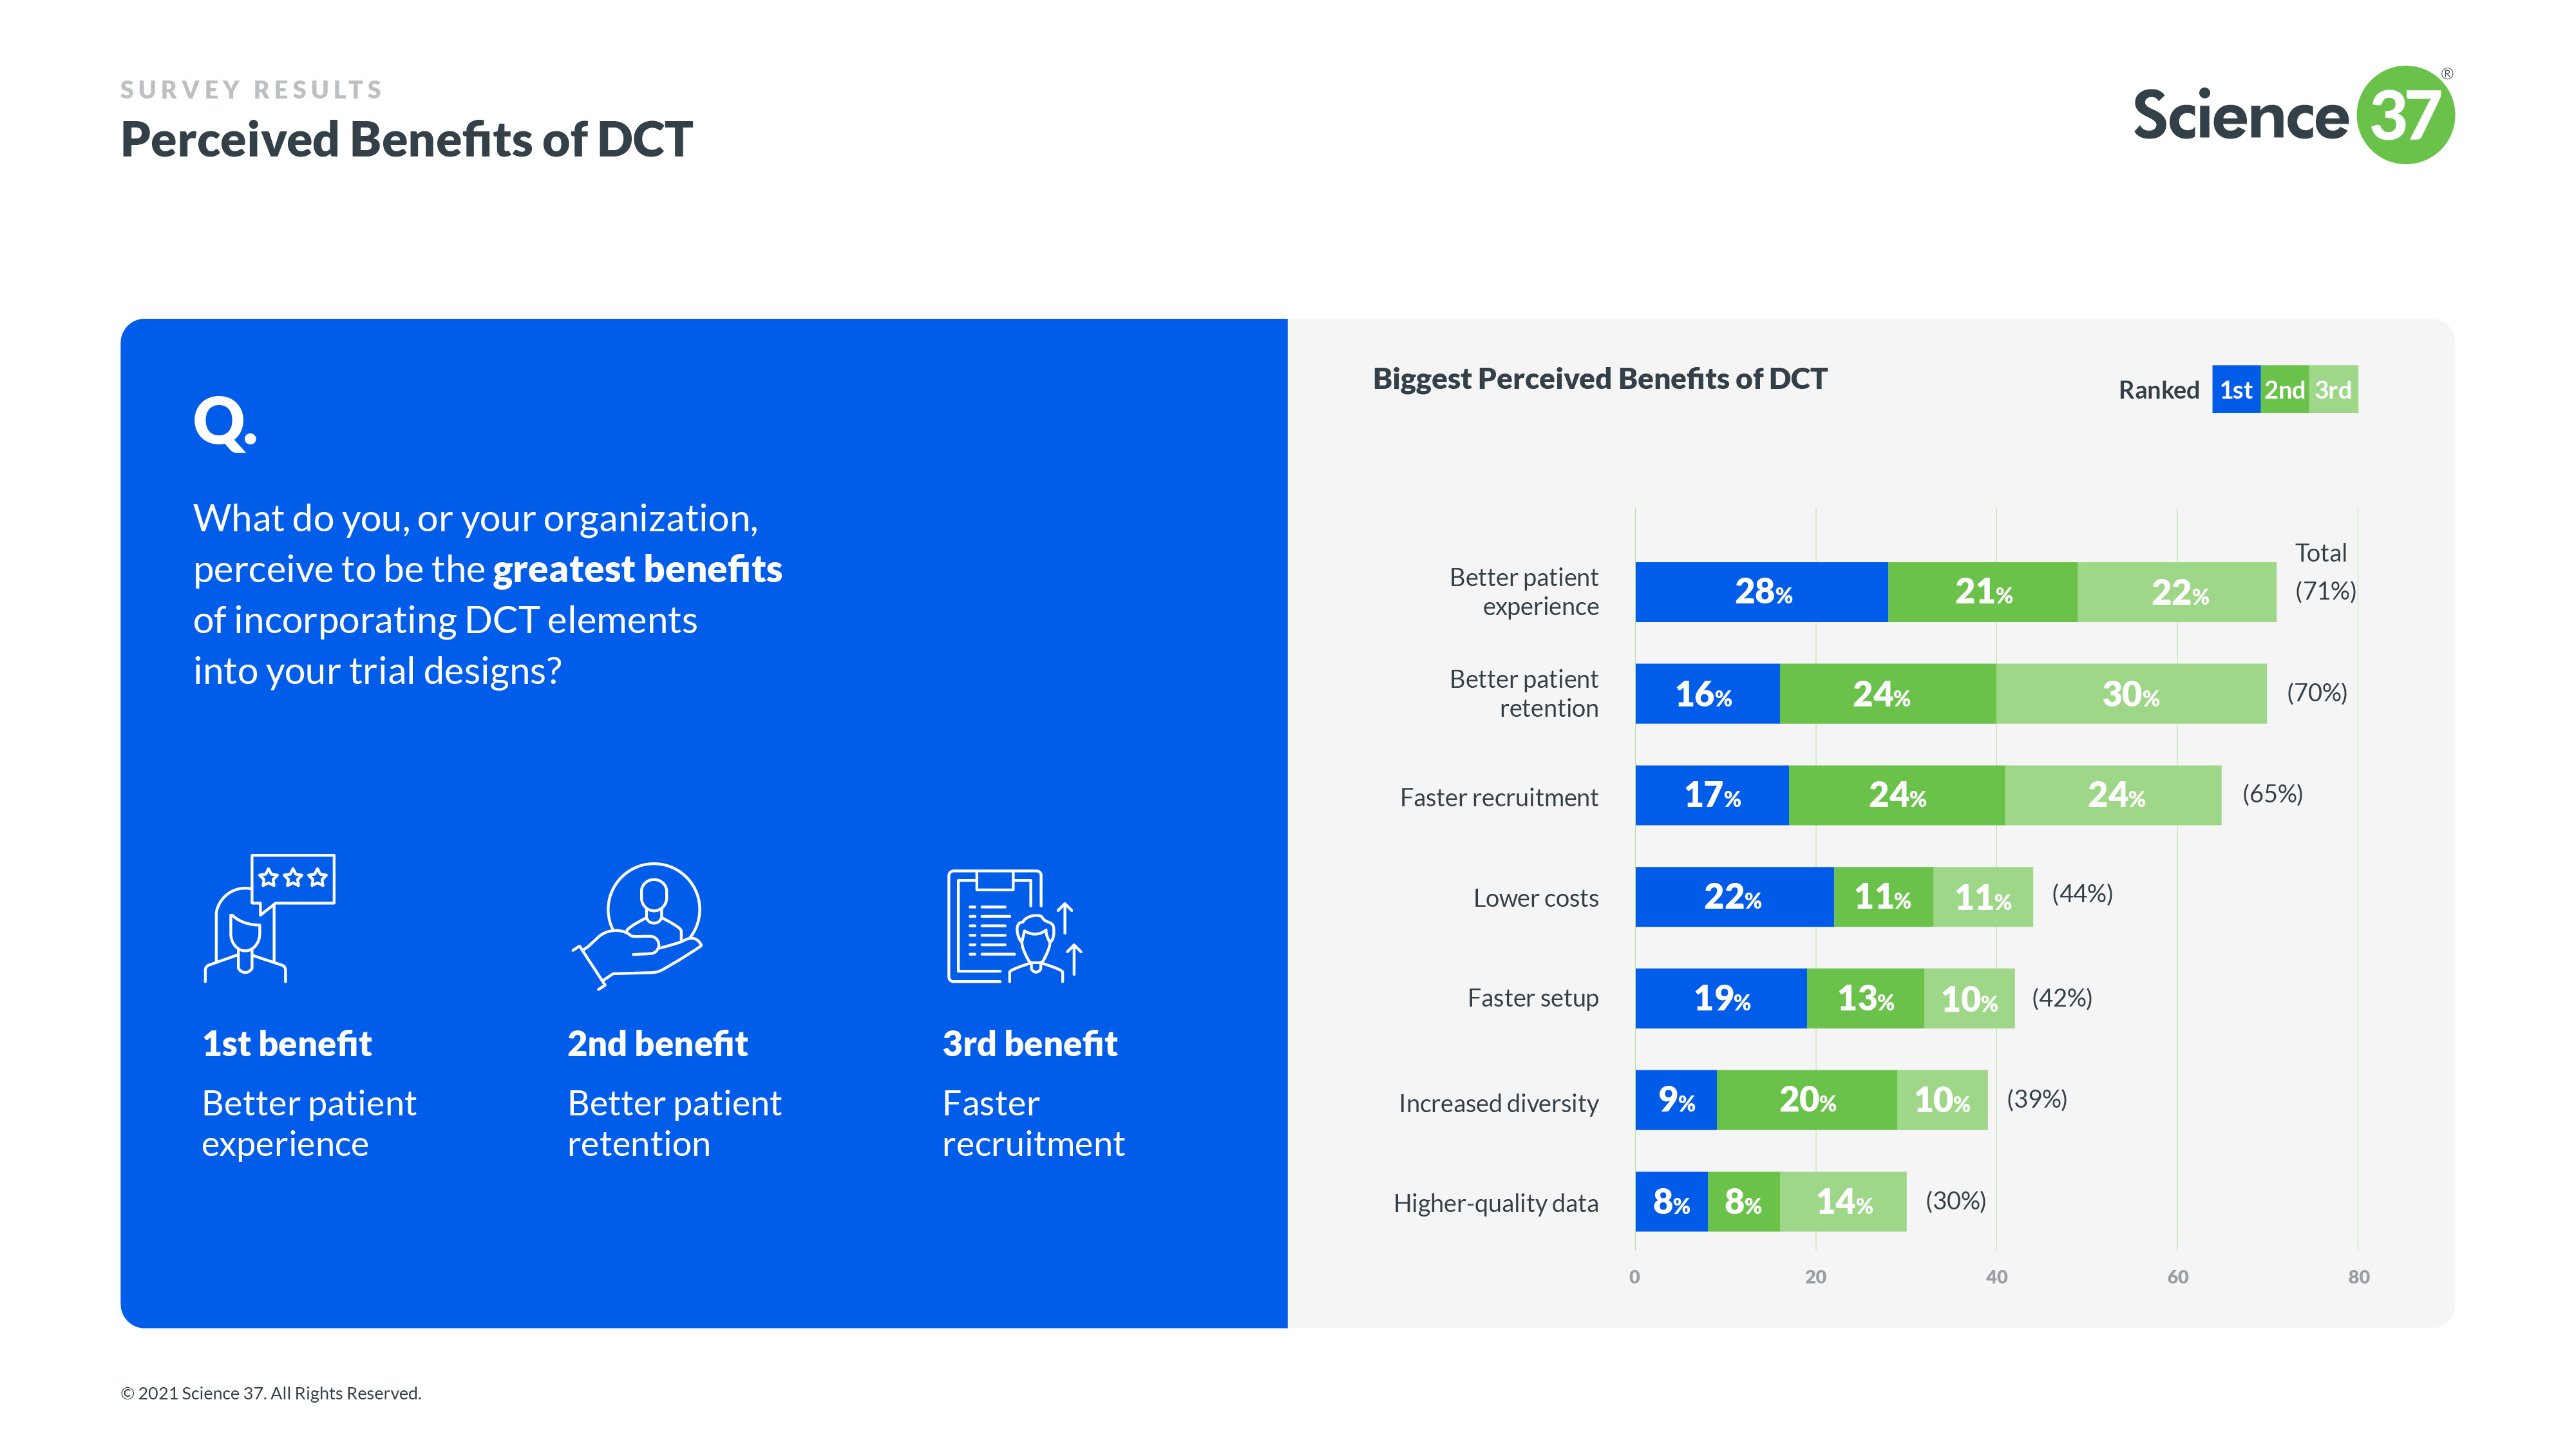 SURVEY RESULTS
Perceived Benefits of DCT
Science 37®
Q.
What do you, or your organization,
perceive to be the greatest benefits
of incorporating DCT elements
into your trial designs?
1st benefit
Better patient
experience
2nd benefit
Better patient
retention
3rd benefit
Faster
recruitment
Biggest Perceived Benefits of DCT
Ranked 1st 2nd 3rd
Total
Better patient
experience
28% 21% 22% (71%)
Better patient
retention
16% 24% 30% (70%)
Faster recruitment 17% 24% 24% (65%)
Lower costs 22% 11% 11% (44%)
Faster setup 19% 13% 10% (42%)
Increased diversity 9% 20% 10% (39%)
Higher-quality data 8% 8% 14% (30%)
0 20 40 60 80
© 2021 Science 37. All Rights Reserved.